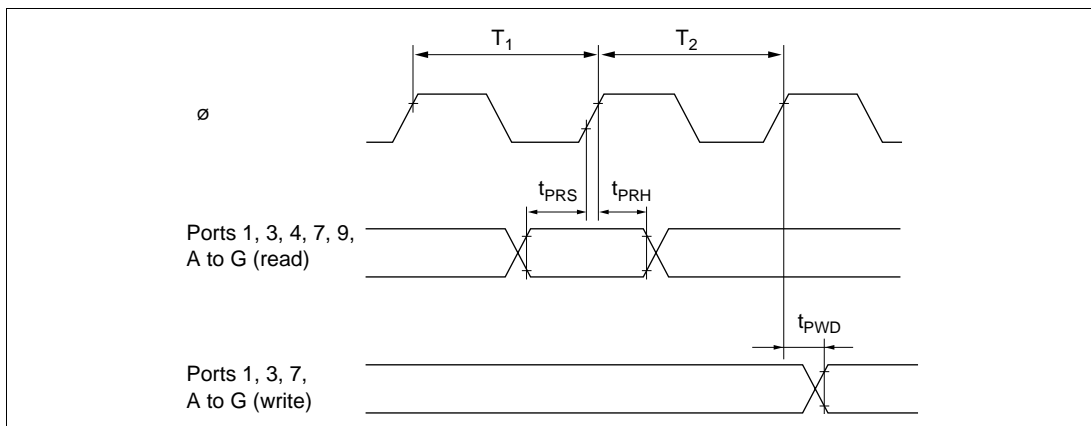 T1
T2
ø
tPRS
tPRH
Ports 1, 3, 4, 7, 9,
A to G (read)
tPWD
Ports 1, 3, 7,
A to G (write)